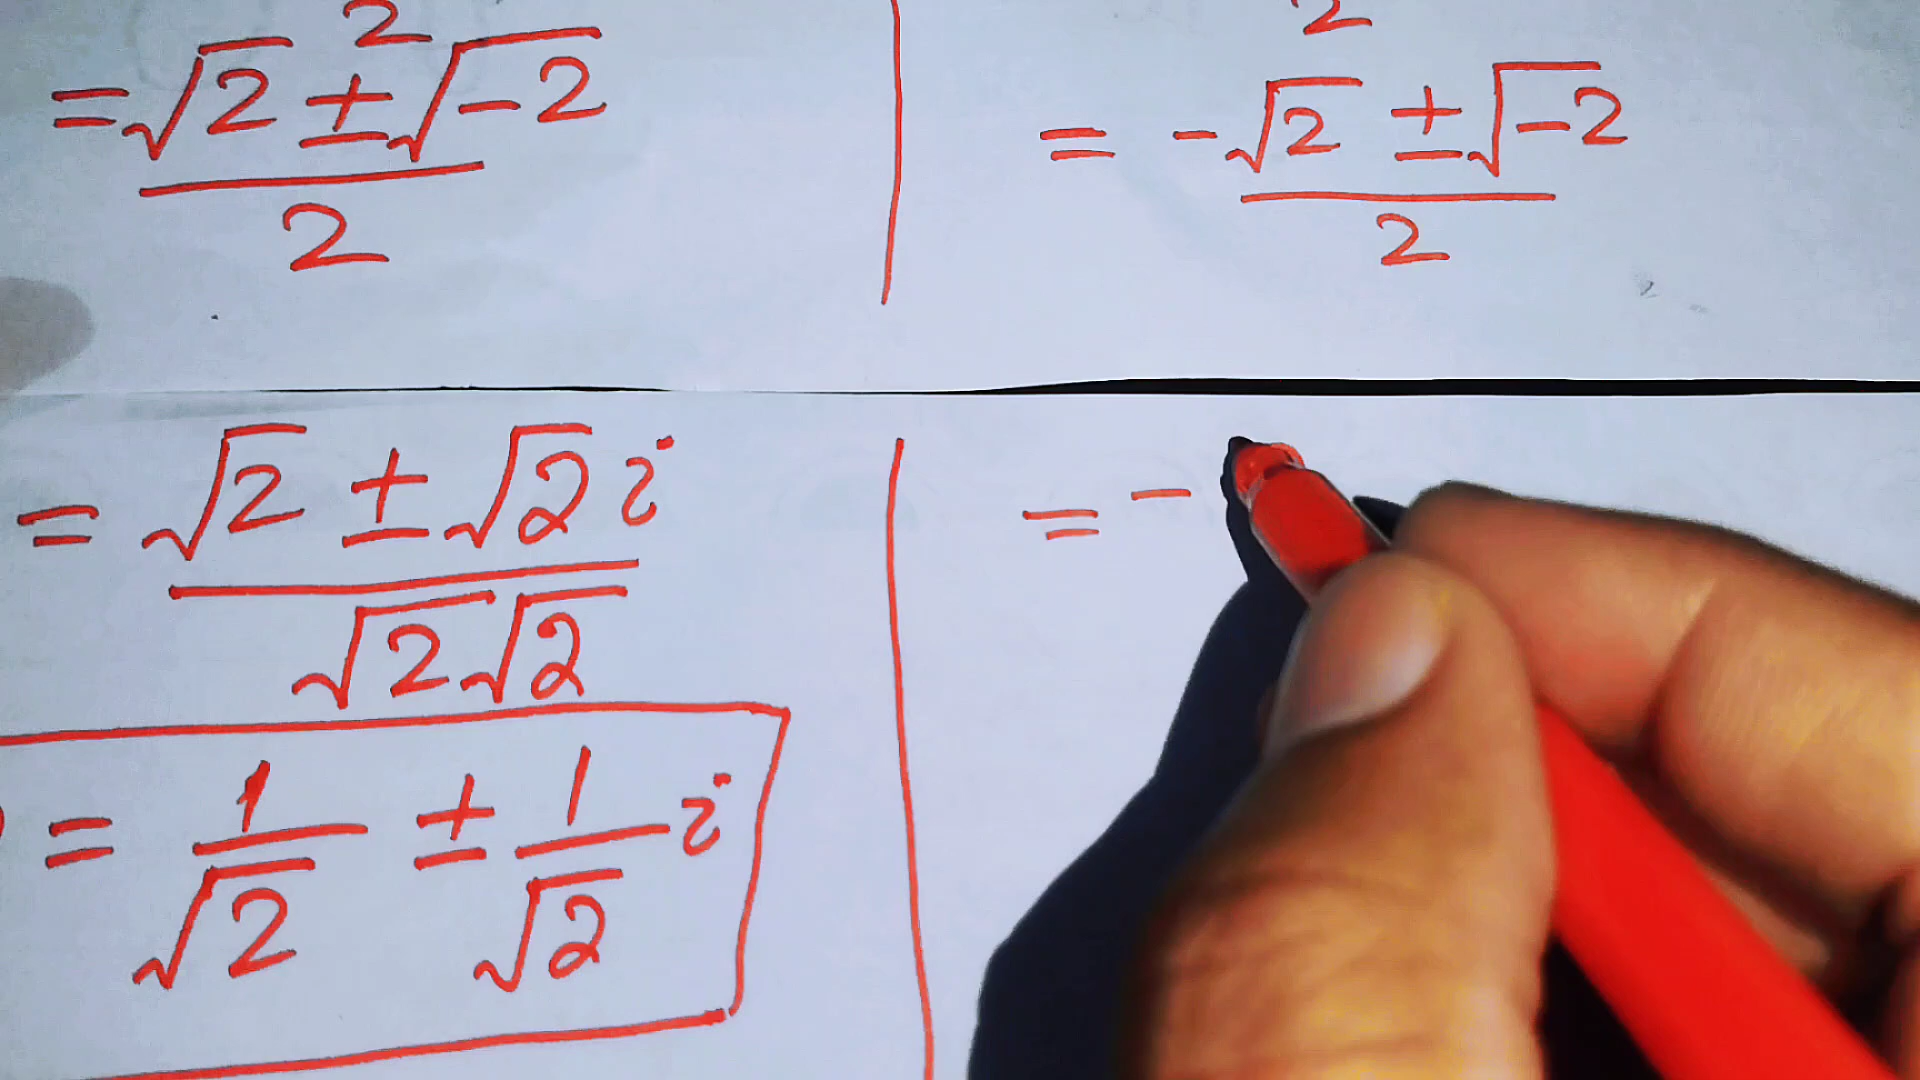 2
= √2 ± √-2
2
= √2 ± √2 i
√2 √2
= 1/√2 ± 1/√2 i
2
= -√2 ± √-2
2
= -